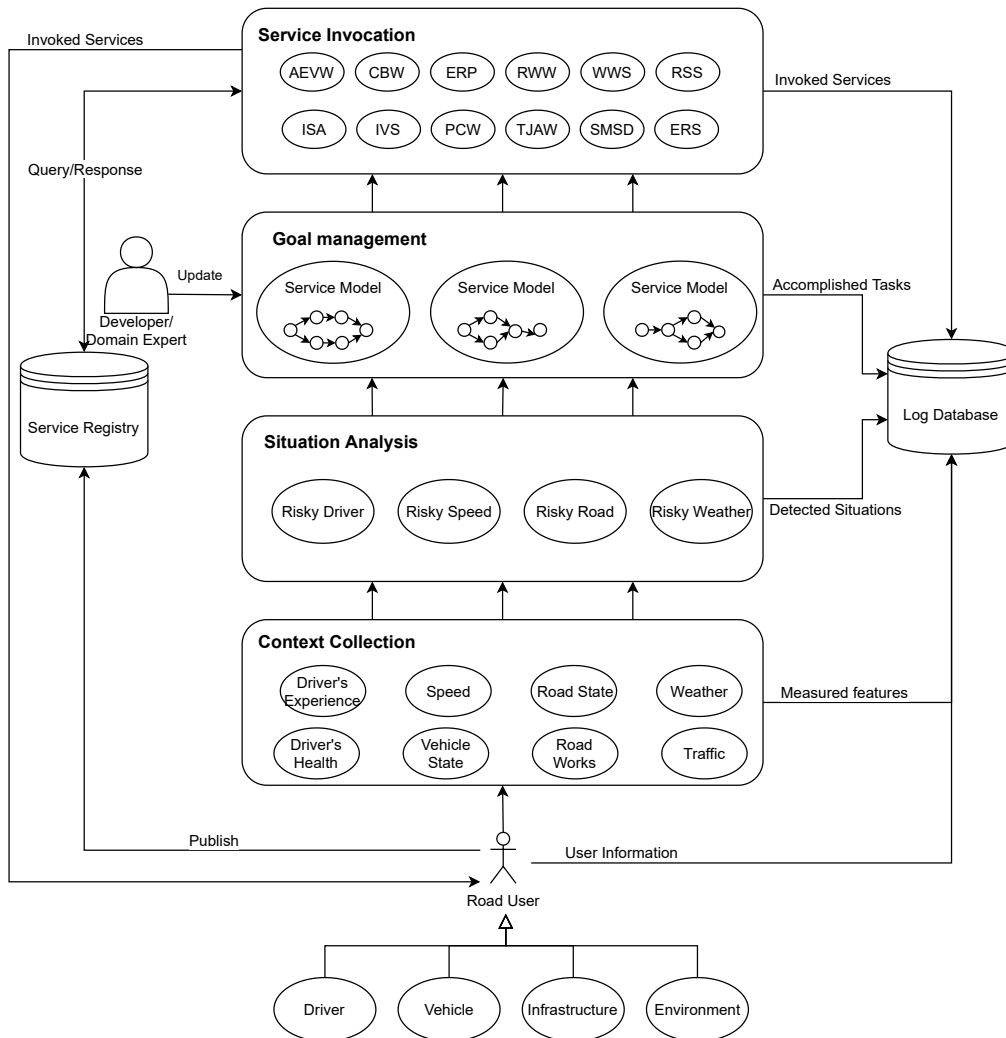 Invoked Services
Service Invocation
AEVW
CBW
ERP
RWW
WWS
RSS
Invoked Services
ISA
IVS
PCW
TJAW
SMSD
ERS
Query/Response
Goal management
Update
Service Model
Service Model
Service Model
Accomplished Tasks
Developer/
Domain Expert
Service Registry
Log Database
Situation Analysis
Risky Driver
Risky Speed
Risky Road
Risky Weather
Detected Situations
Context Collection
Driver's
Experience
Speed
Road State
Weather
Measured features
Driver's
Health
Vehicle
State
Road
Works
Traffic
Publish
User Information
Road User
Driver
Vehicle
Infrastructure
Environment